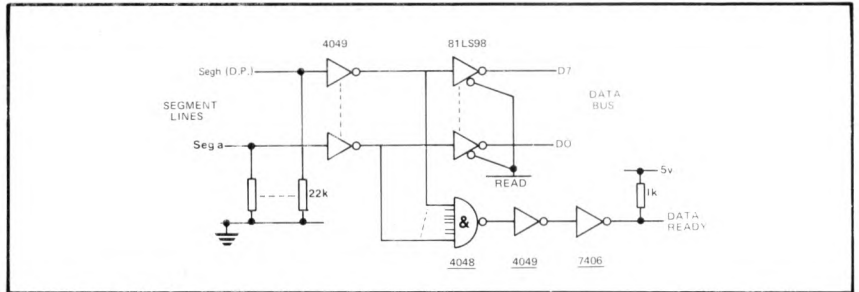 4049
81LS98
Segh (D.P.)
D7
SEGMENT
LINES
DATA
BUS
Seg a
D0
READ
5v
22k
1k
&
DATA
READY
4048
4049
7406